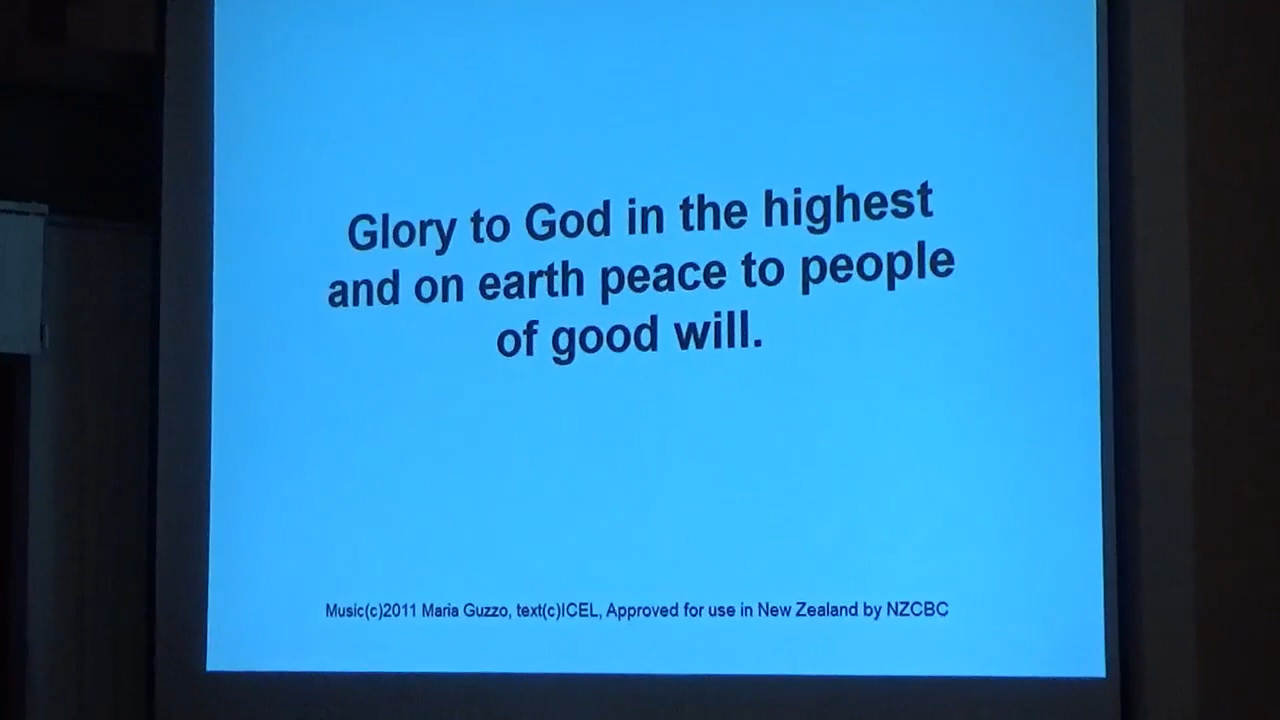 Glory to God in the highest
and on earth peace to people
of good will.
Music(c)2011 Maria Guzzo, text(c)ICEL, Approved for use in New Zealand by NZCBC